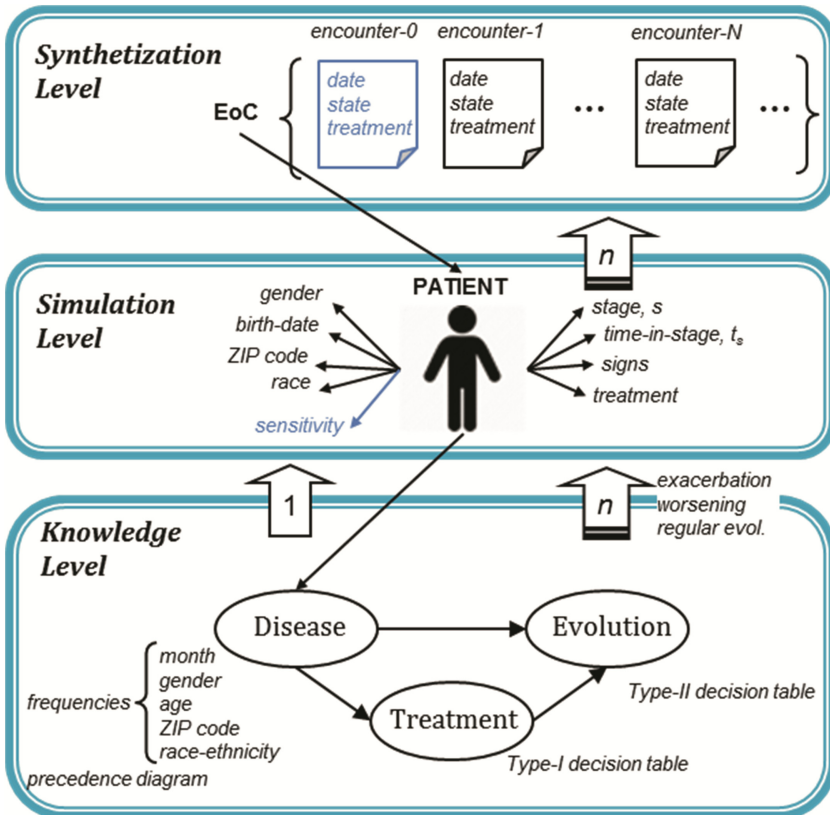 Synthetization
Level
encounter-0
encounter-1
encounter-N
EoC
date
state
treatment
date
state
treatment
...
date
state
treatment
...
n
Simulation
Level
PATIENT
gender
birth-date
ZIP code
race
sensitivity
stage, s
time-in-stage, ts
signs
treatment
1
n
exacerbation
worsening
regular evol.
Knowledge
Level
Disease
Evolution
Treatment
frequencies
month
gender
age
ZIP code
race-ethnicity
precedence diagram
Type-II decision table
Type-I decision table